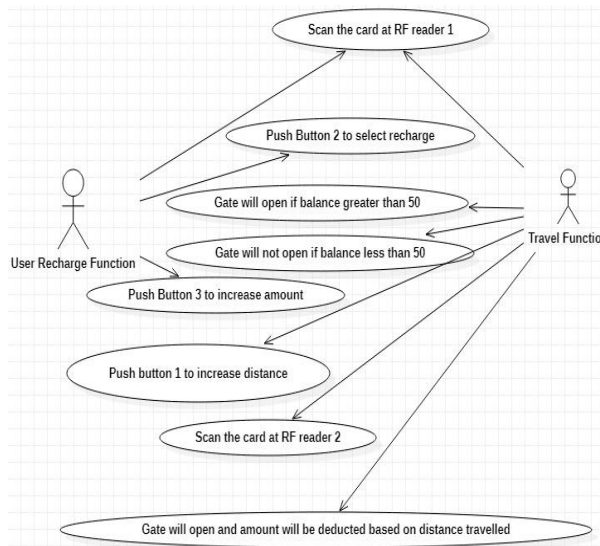 Scan the card at RF reader 1
Push Button 2 to select recharge
Gate will open if balance greater than 50
Travel Function
Gate will not open if balance less than 50
User Recharge Function
Push Button 3 to increase amount
Push button 1 to increase distance
Scan the card at RF reader 2
Gate will open and amount will be deducted based on distance travelled